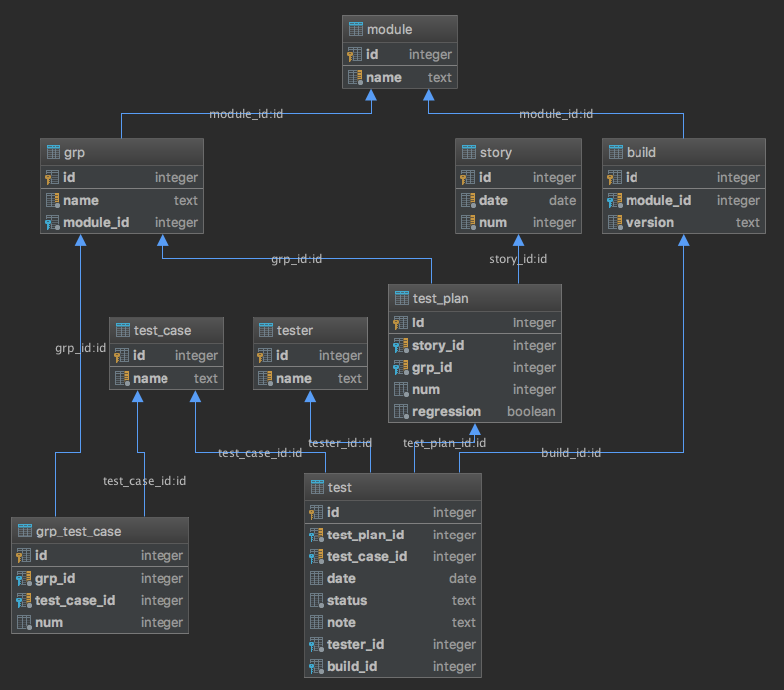 module
id integer
name text
module_id:id
module_id:id
grp
id integer
name text
module_id integer
story
id integer
date date
num integer
build
id integer
module_id integer
version text
grp_id:id
story_id:id
test_plan
id integer
story_id integer
grp_id integer
num integer
regression boolean
test_case
id integer
name text
tester
id integer
name text
grp_id:id
test_case_id:id
test_case_id:id
tester_id:id
test_plan_id:id
build_id:id
test
id integer
test_plan_id integer
test_case_id integer
date date
status text
note text
tester_id integer
build_id integer
grp_test_case
id integer
grp_id integer
test_case_id integer
num integer